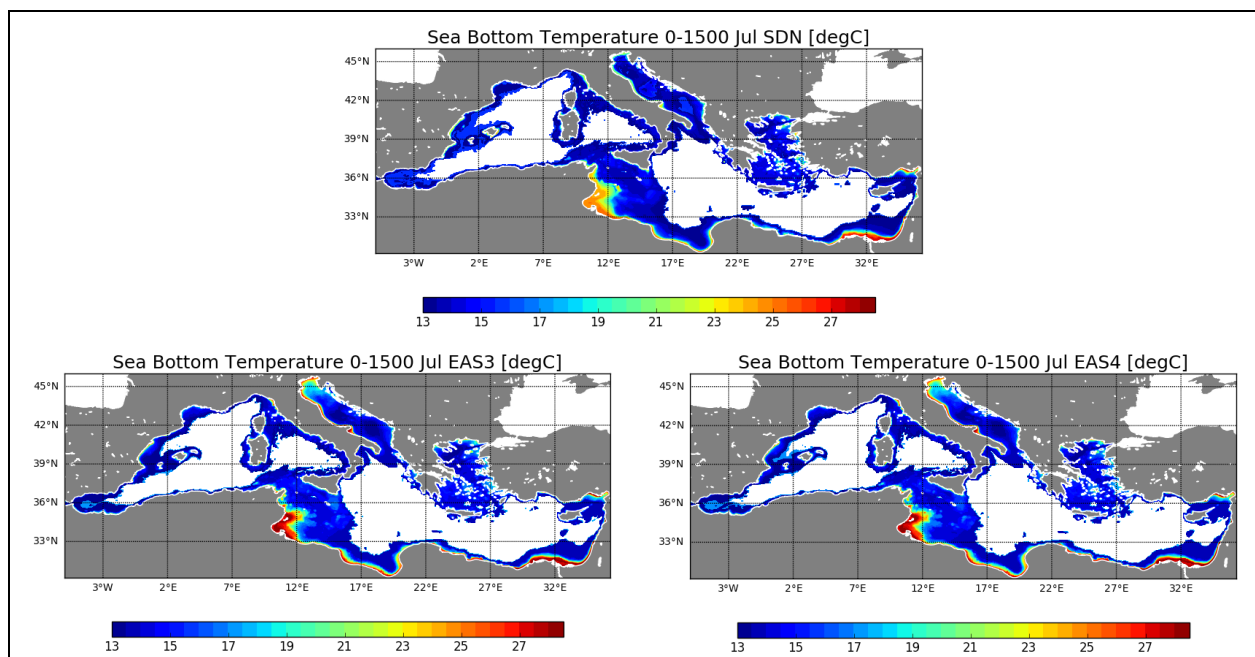 Sea Bottom Temperature 0-1500 Jul SDN [degC]
45°N
42°N
39°N
36°N
33°N
3°W 2°E 7°E 12°E 17°E 22°E 27°E 32°E
13 15 17 19 21 23 25 27
Sea Bottom Temperature 0-1500 Jul EAS3 [degC]
45°N
42°N
39°N
36°N
33°N
3°W 2°E 7°E 12°E 17°E 22°E 27°E 32°E
13 15 17 19 21 23 25 27
Sea Bottom Temperature 0-1500 Jul EAS4 [degC]
45°N
42°N
39°N
36°N
33°N
3°W 2°E 7°E 12°E 17°E 22°E 27°E 32°E
13 15 17 19 21 23 25 27